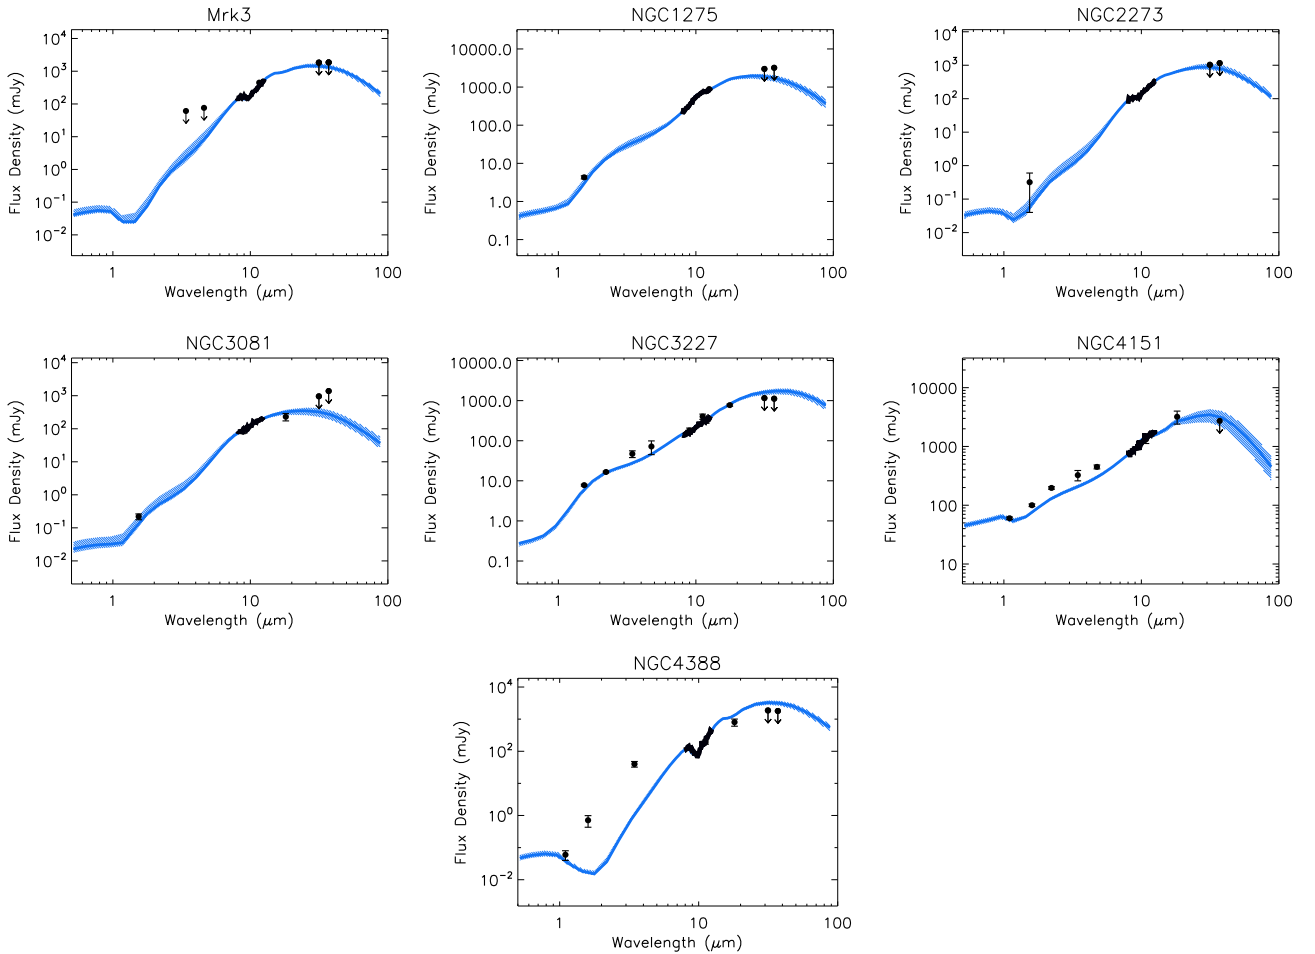 Mrk3
NGC1275
NGC2273
Flux Density (mJy)
10^4
10^3
10^2
10^1
10^0
10^-1
10^-2
1
10
100
Wavelength (μm)
Flux Density (mJy)
10000.0
1000.0
100.0
10.0
1.0
0.1
1
10
100
Wavelength (μm)
Flux Density (mJy)
10^4
10^3
10^2
10^1
10^0
10^-1
10^-2
1
10
100
Wavelength (μm)
NGC3081
NGC3227
NGC4151
Flux Density (mJy)
10^4
10^3
10^2
10^1
10^0
10^-1
10^-2
1
10
100
Wavelength (μm)
Flux Density (mJy)
10000.0
1000.0
100.0
10.0
1.0
0.1
1
10
100
Wavelength (μm)
Flux Density (mJy)
10000
1000
100
10
1
10
100
Wavelength (μm)
NGC4388
Flux Density (mJy)
10^4
10^2
10^0
10^-2
1
10
100
Wavelength (μm)